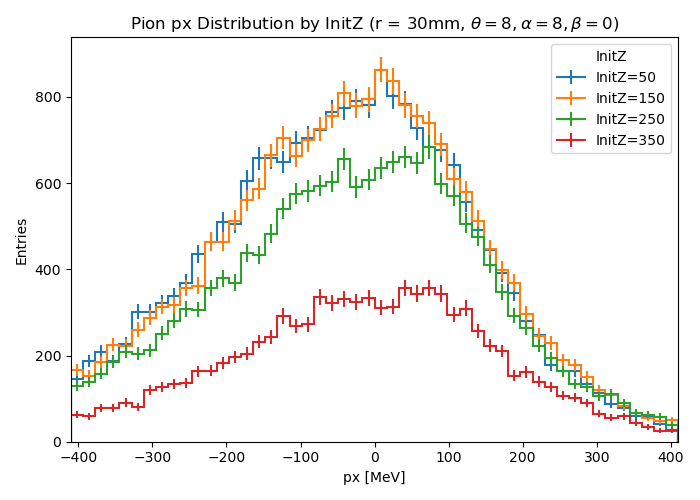 Pion px Distribution by InitZ (r = 30mm, θ = 8, α = 8, β = 0)
InitZ
InitZ=50
InitZ=150
InitZ=250
InitZ=350
Entries
800
600
400
200
0
−400 −300 −200 −100 0 100 200 300 400
px [MeV]